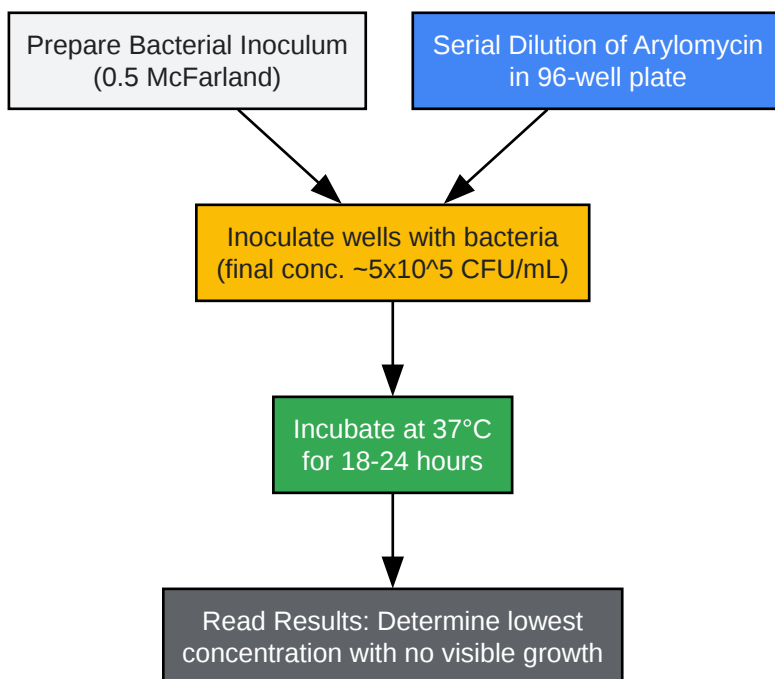 Prepare Bacterial Inoculum
(0.5 McFarland)
Serial Dilution of Arylomycin
in 96-well plate
Inoculate wells with bacteria
(final conc. ~5x10^5 CFU/mL)
Incubate at 37°C
for 18-24 hours
Read Results: Determine lowest
concentration with no visible growth